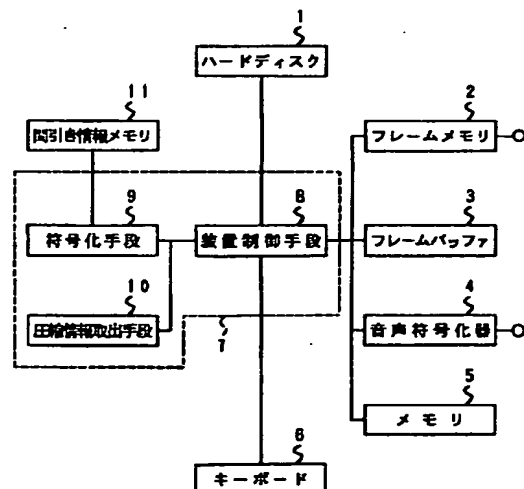 1
ハードディスク
11
間引き情報メモリ
2
フレームメモリ
9
符号化手段
8
装置制御手段
3
フレームバッファ
10
圧縮情報取出手段
7
4
音声符号化器
5
メモリ
6
キーボード